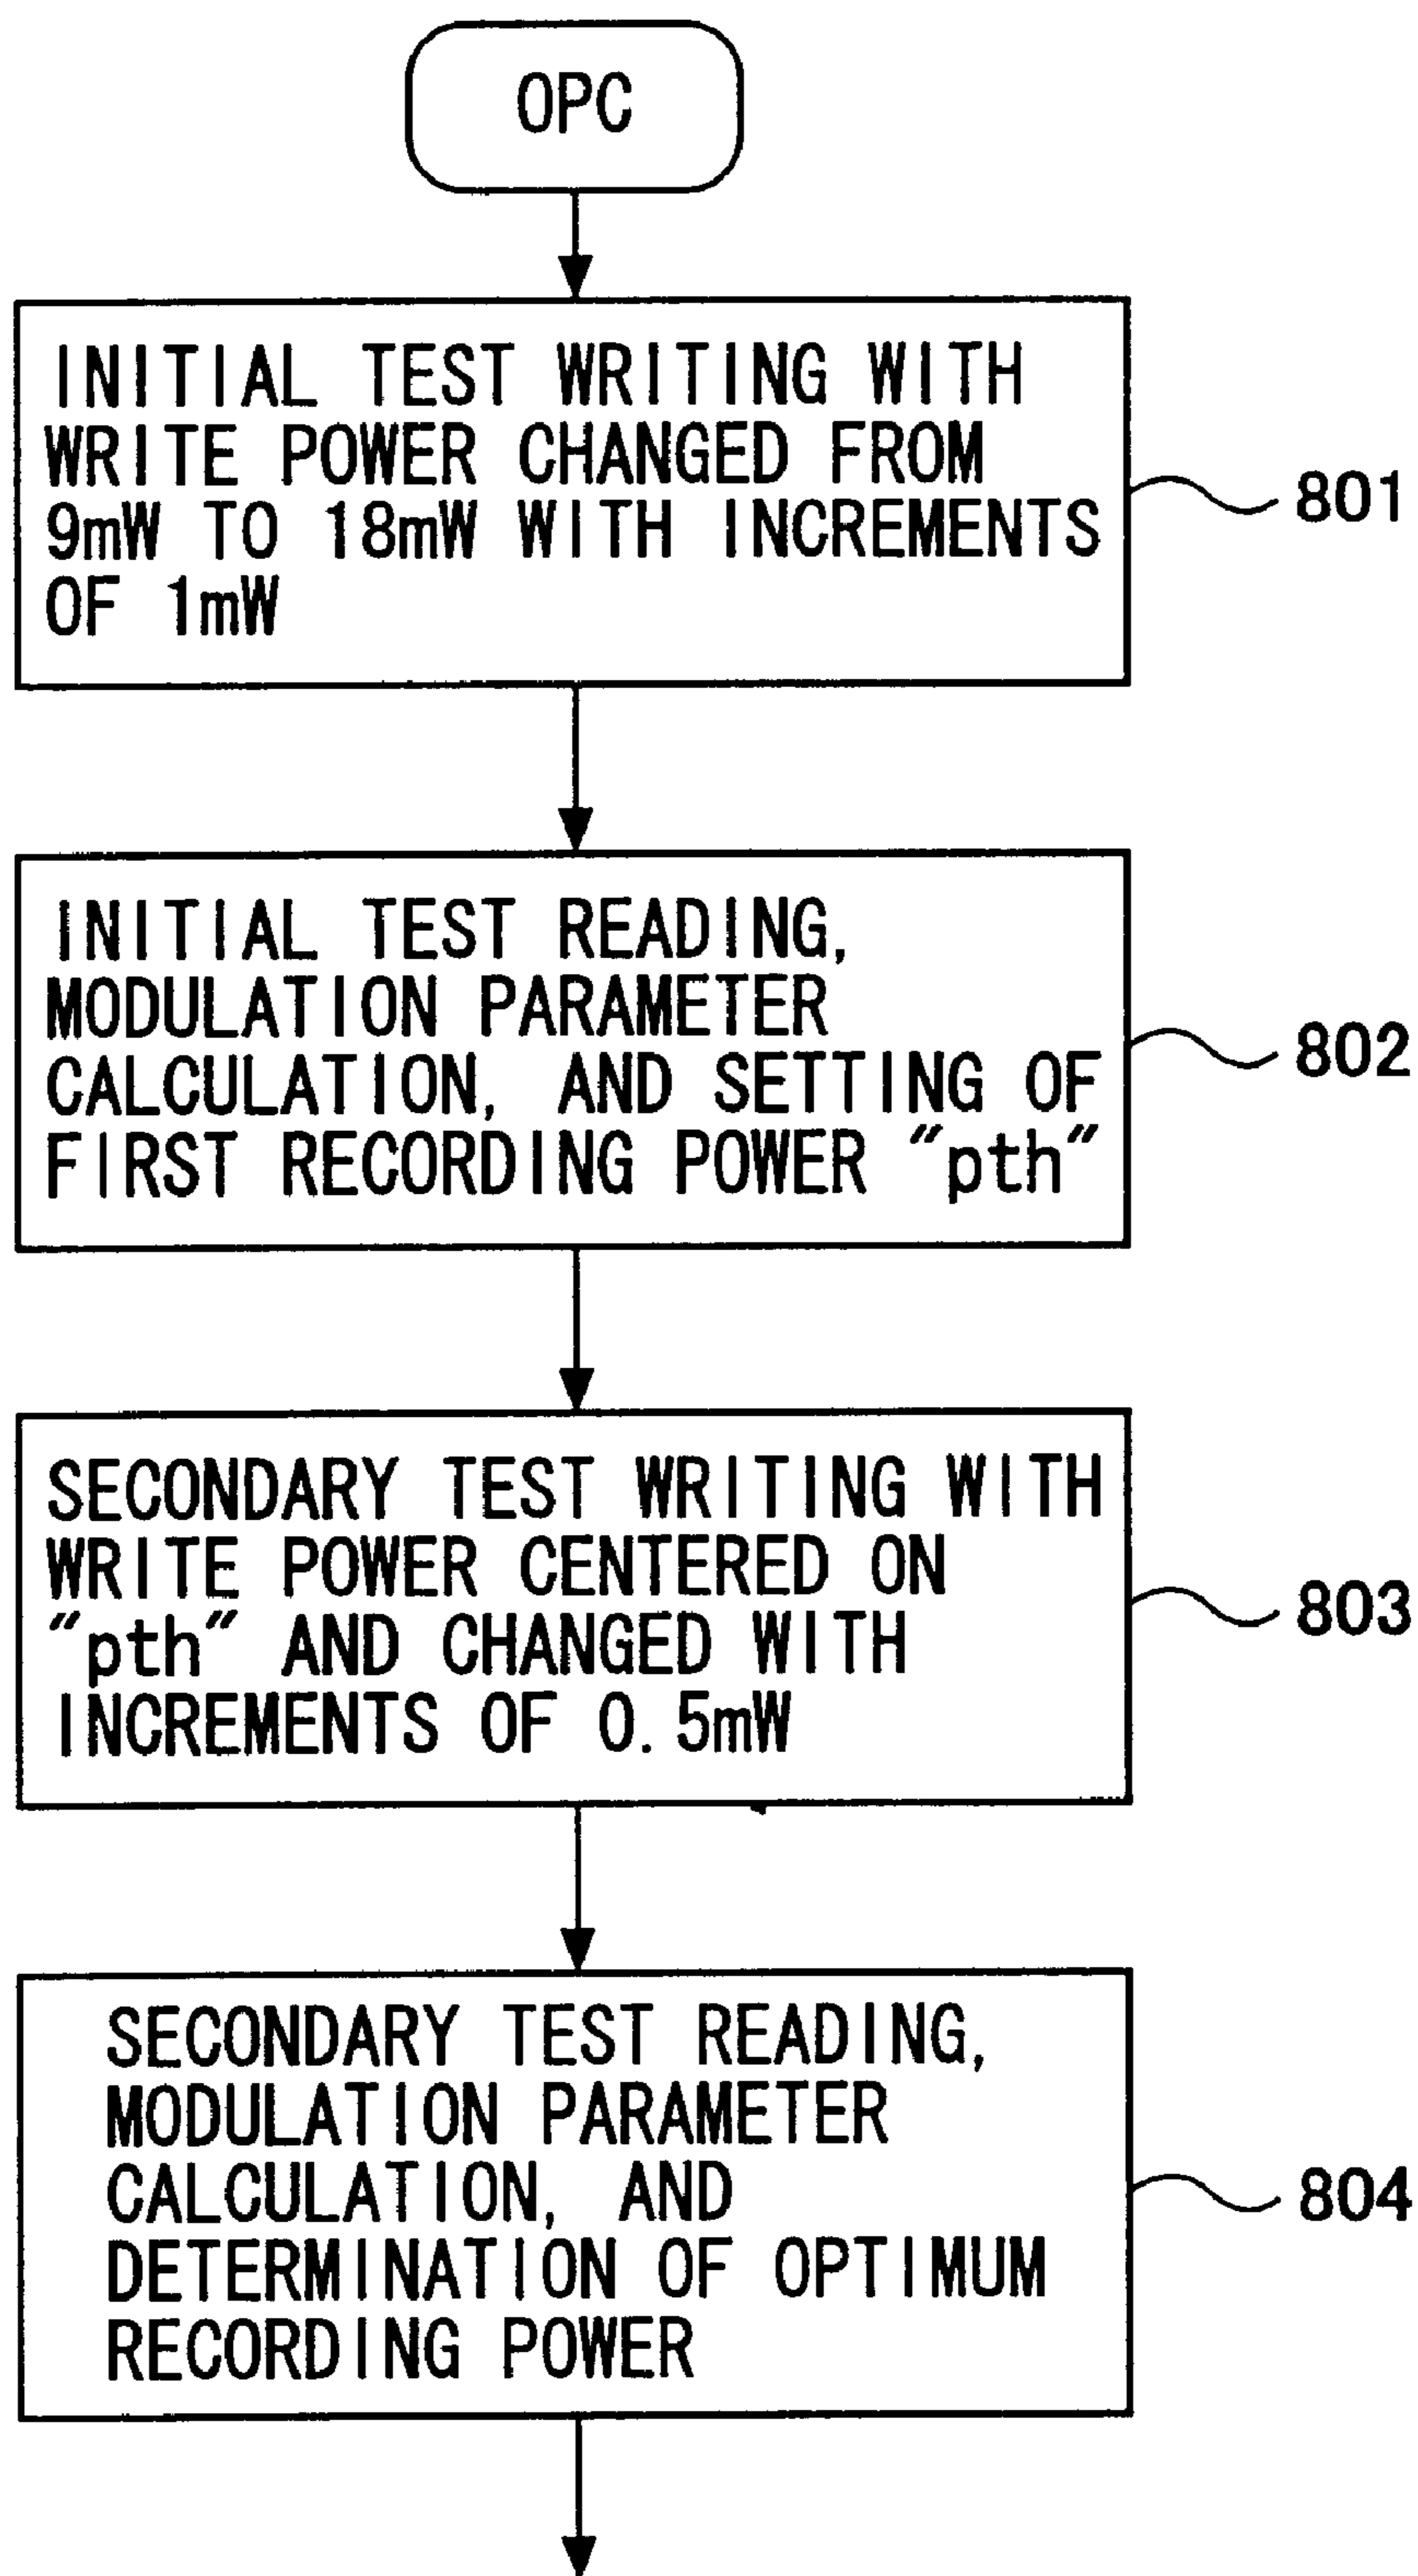 OPC
INITIAL TEST WRITING WITH
WRITE POWER CHANGED FROM
9mW TO 18mW WITH INCREMENTS
OF 1mW
801
INITIAL TEST READING,
MODULATION PARAMETER
CALCULATION, AND SETTING OF
FIRST RECORDING POWER "pth"
802
SECONDARY TEST WRITING WITH
WRITE POWER CENTERED ON
"pth" AND CHANGED WITH
INCREMENTS OF 0.5mW
803
SECONDARY TEST READING,
MODULATION PARAMETER
CALCULATION, AND
DETERMINATION OF OPTIMUM
RECORDING POWER
804